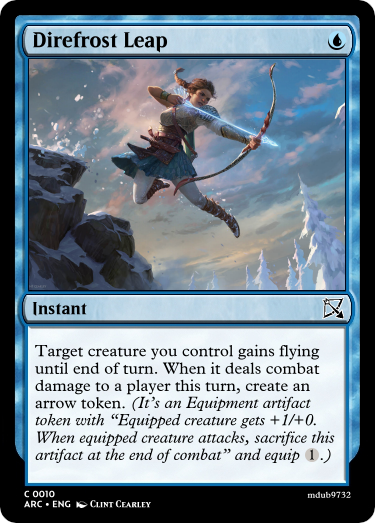 Direfrost Leap
Instant
Target creature you control gains flying
until end of turn. When it deals combat
damage to a player this turn, create an
arrow token. (It's an Equipment artifact
token with "Equipped creature gets +1/+0.
When equipped creature attacks, sacrifice this
artifact at the end of combat" and equip 1.)
C 0010
ARC • ENG Clint Cearley
mdub9732